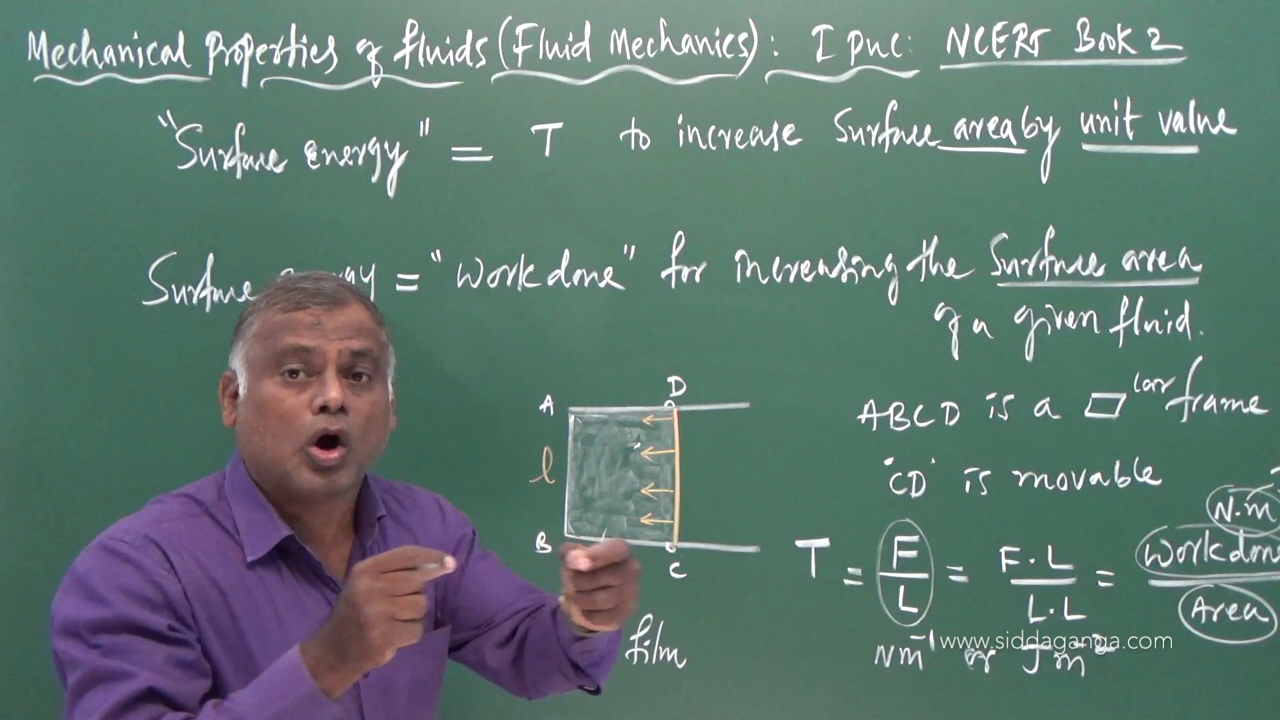 Mechanical Properties of fluids (Fluid Mechanics): I PUC: NCERT Book 2
"Surface energy" = T to increase Surface area by unit value
Surface energy = "Work done" for increasing the Surface area
of a given fluid.
A D
l
B C
film
ABCD is a ▱lar frame
'CD' is movable
N.m
T = F/L = F·L/L·L = Work done/Area
Nm⁻¹ or Jm⁻²
www.siddaganga.com